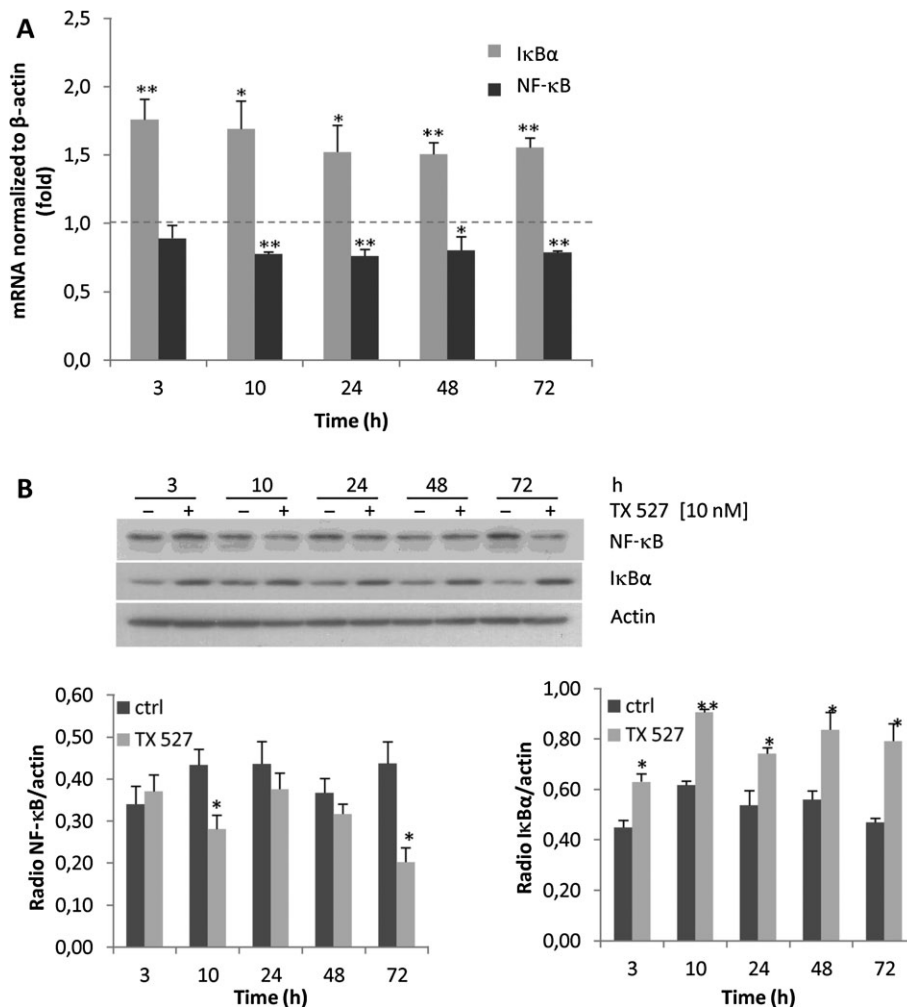 A
2,5
2,0
1,5
1,0
0,5
0,0
mRNA normalized to β-actin
(fold)
IκBα
NF-κB
** * * ** **
** ** * **
3 10 24 48 72
Time (h)
B
3 10 24 48 72 h
– + – + – + – + – + TX 527 [10 nM]
NF-κB
IκBα
Actin
0,60
0,50
0,40
0,30
0,20
0,10
0,00
Radio NF-κB/actin
ctrl
TX 527
* *
3 10 24 48 72
Time (h)
1,00
0,80
0,60
0,40
0,20
0,00
Radio IκBα/actin
ctrl
TX 527
* ** * * *
3 10 24 48 72
Time (h)